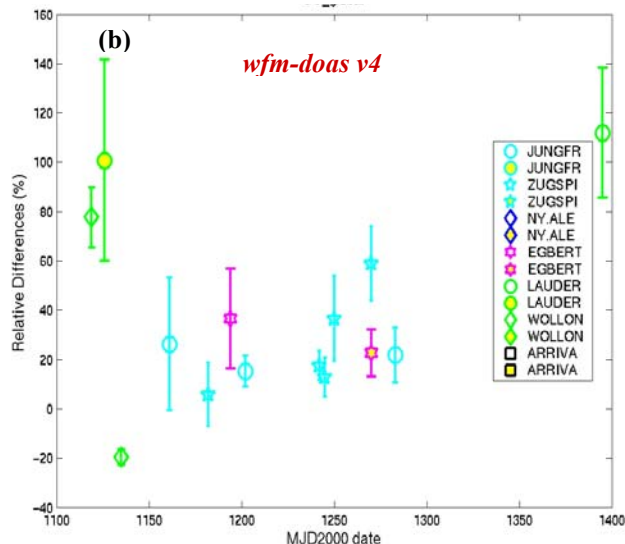 (b)
wfm-doas v4
Relative Differences (%)
160
140
120
100
80
60
40
20
0
-20
-40
1100
1150
1200
1250
1300
1350
1400
MJD2000 date
JUNGFR
JUNGFR
ZUGSPI
ZUGSPI
NY.ALE
NY.ALE
EGBERT
EGBERT
LAUDER
LAUDER
WOLLON
WOLLON
ARRIVA
ARRIVA